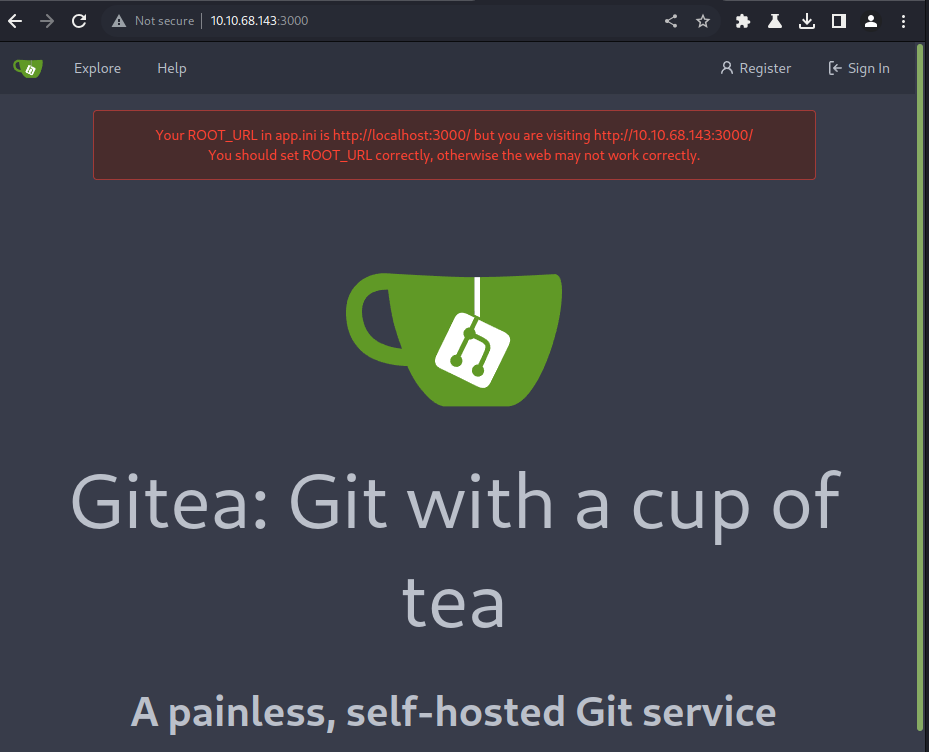 Not secure 10.10.68.143:3000
Explore Help Register Sign In
Your ROOT_URL in app.ini is http://localhost:3000/ but you are visiting http://10.10.68.143:3000/
You should set ROOT_URL correctly, otherwise the web may not work correctly.
Gitea: Git with a cup of
tea
A painless, self-hosted Git service